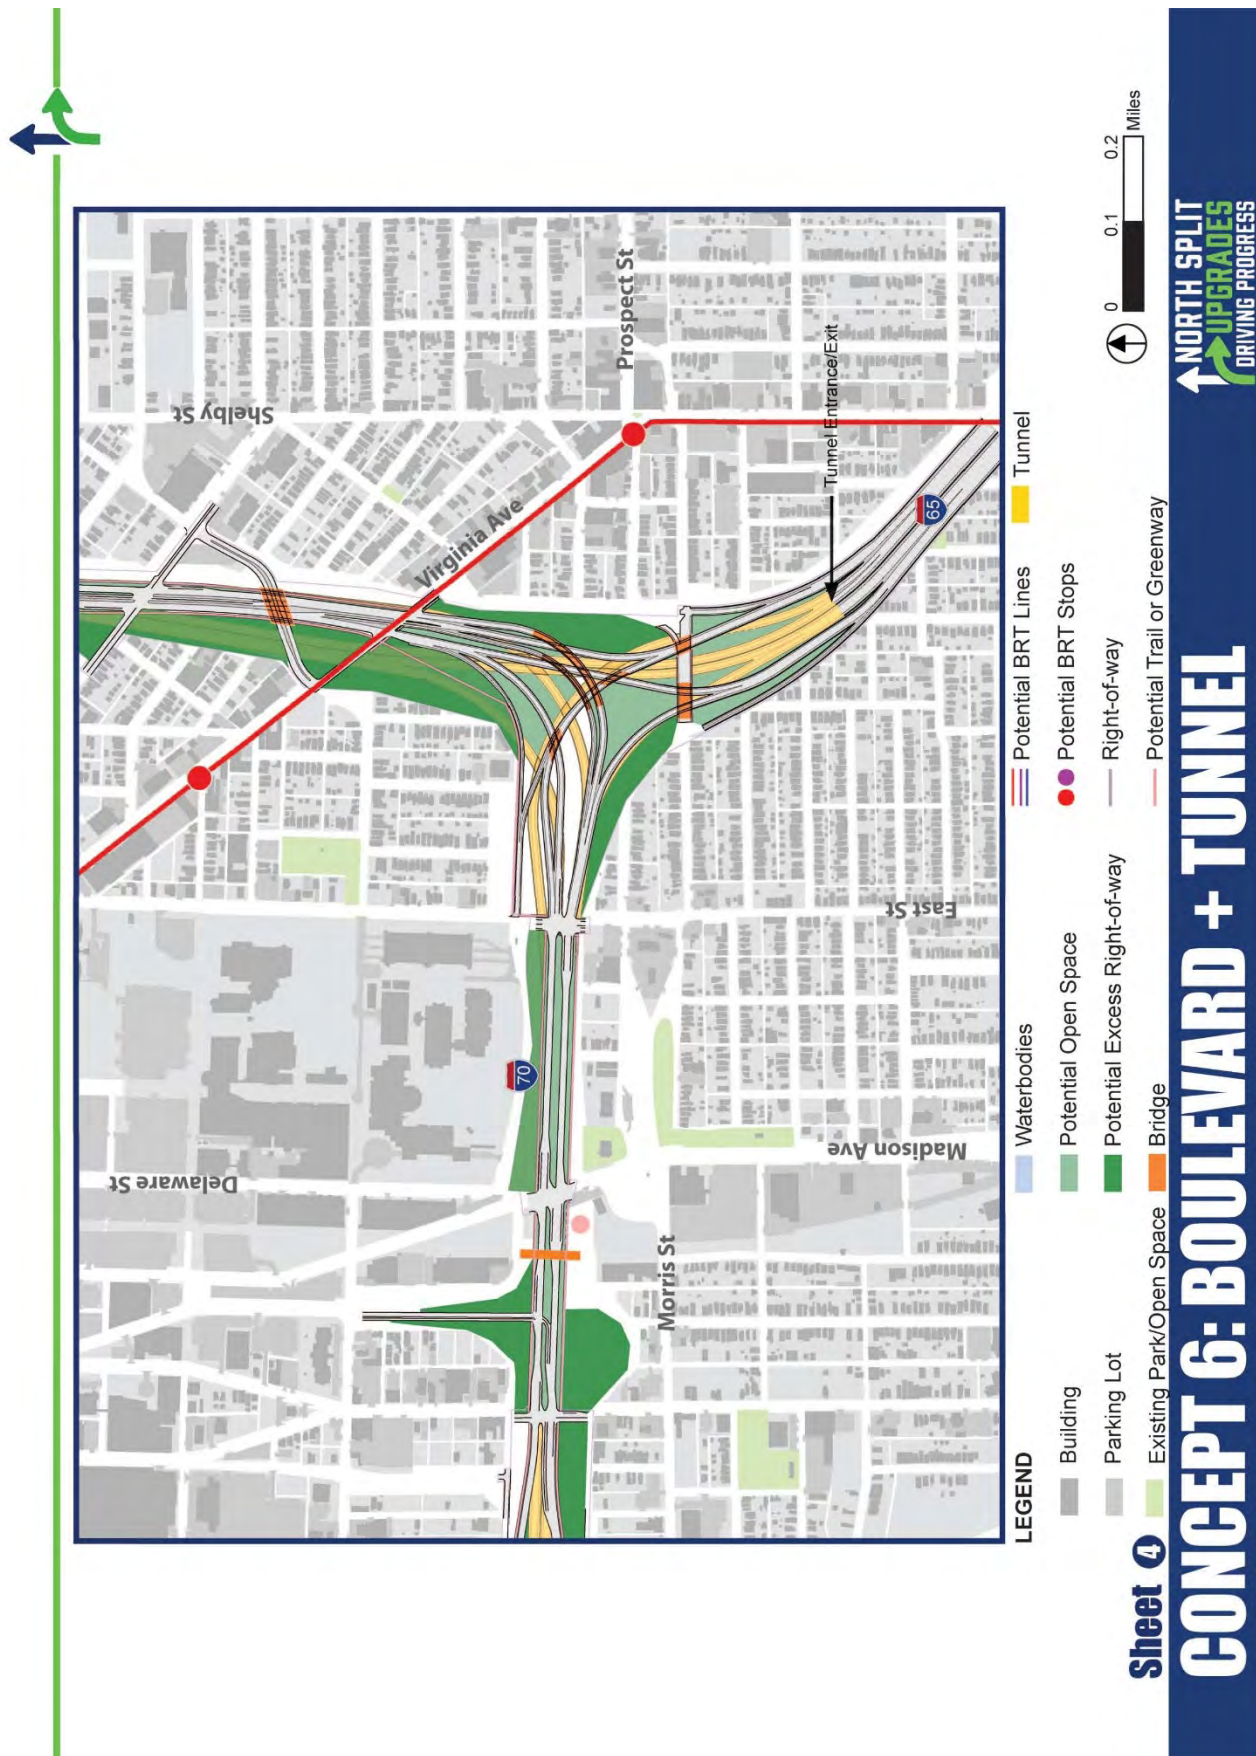 Shelby St
Prospect St
Virginia Ave
Tunnel Entrance/Exit
65
East St
70
Delaware St
Madison Ave
Morris St
LEGEND
Building
Parking Lot
Existing Park/Open Space
Waterbodies
Potential Open Space
Potential Excess Right-of-way
Bridge
Potential BRT Lines
Potential BRT Stops
Right-of-way
Potential Trail or Greenway
Tunnel
0 0.1 0.2
Miles
Sheet 4
CONCEPT 6: BOULEVARD + TUNNEL
NORTH SPLIT
UPGRADES
DRIVING PROGRESS